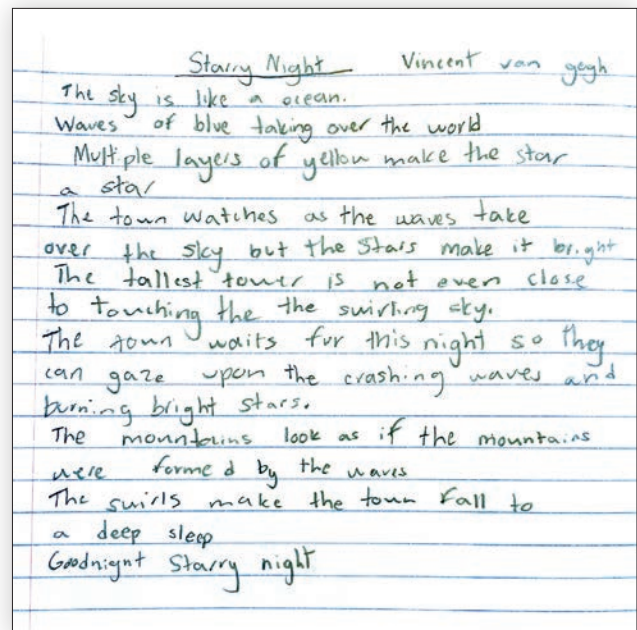 Starry Night Vincent van gogh
The sky is like a ocean.
Waves of blue taking over the world
Multiple layers of yellow make the star
a star
The town watches as the waves take
over the sky but the Stars make it bright
The tallest tower is not even close
to touching the the swirling sky.
The town waits for this night so they
can gaze upon the crashing waves and
burning bright stars.
The mountains look as if the mountains
were formed by the waves
The swirls make the town fall to
a deep sleep
Goodnight Starry night